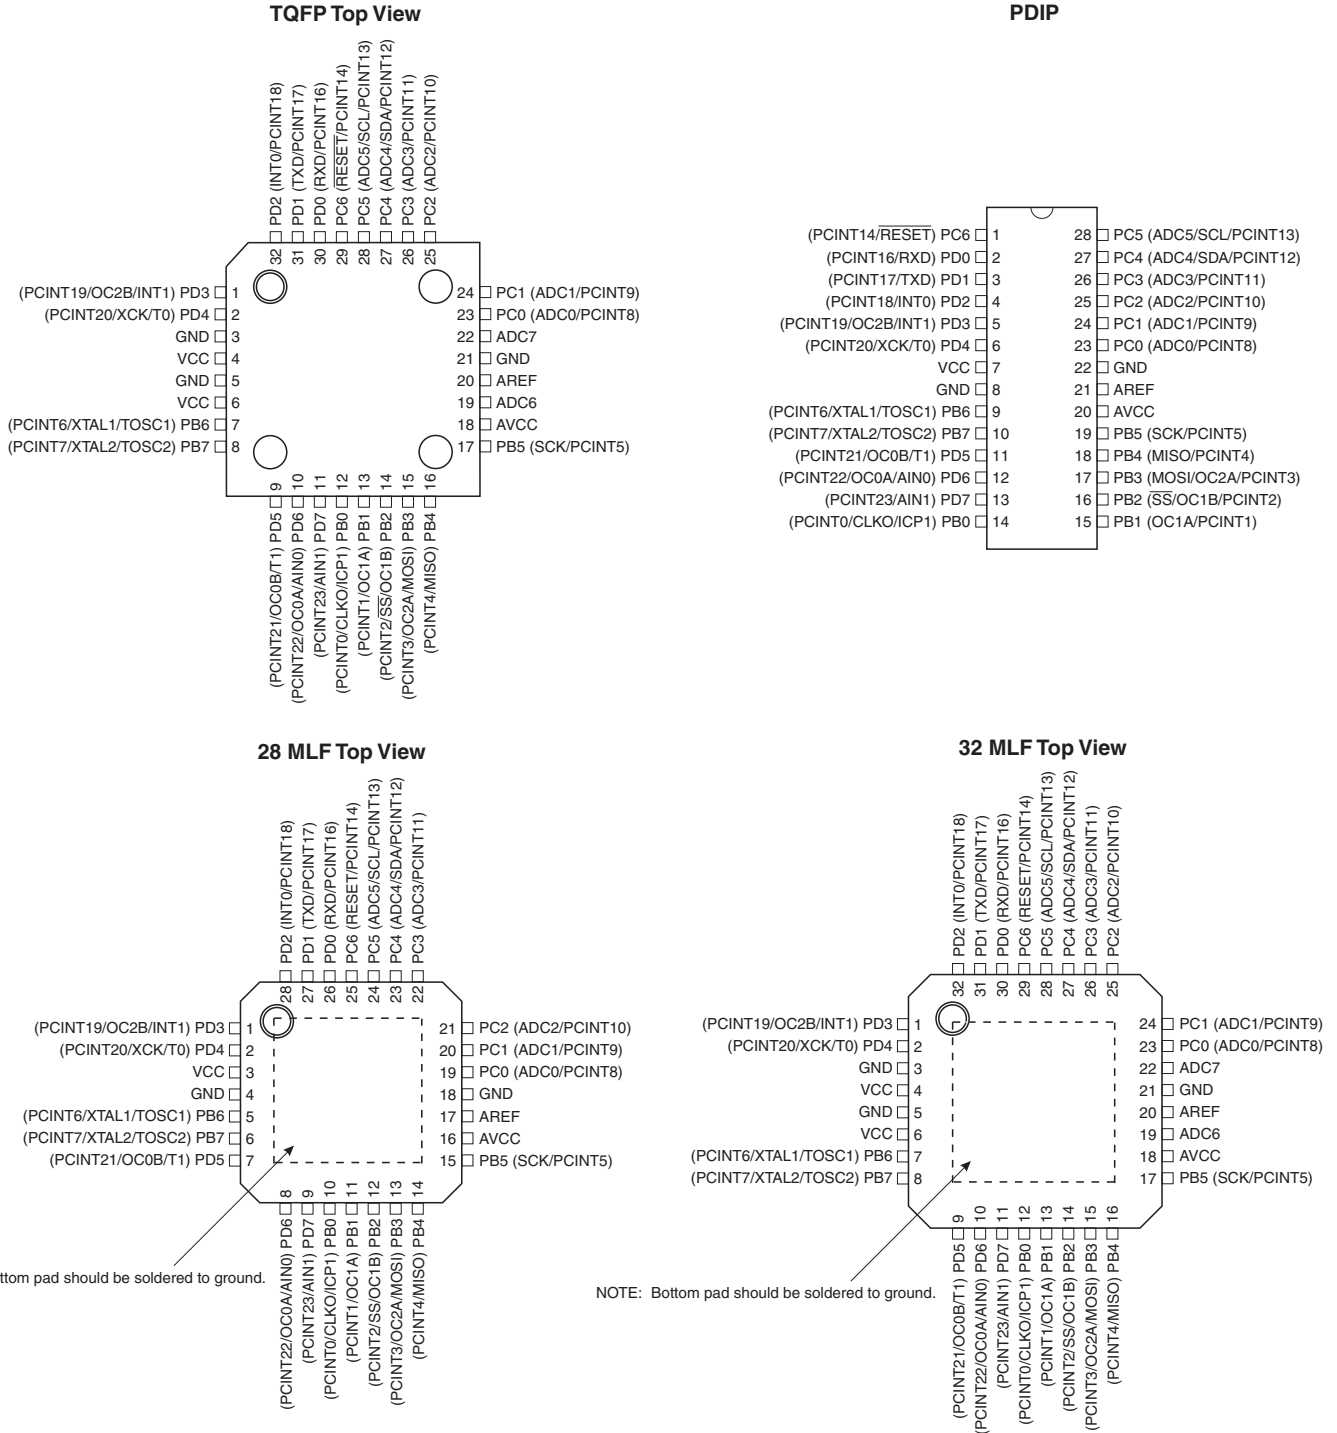 TQFP Top View
PD2 (INT0/PCINT18)
PD1 (TXD/PCINT17)
PD0 (RXD/PCINT16)
PC6 (RESET/PCINT14)
PC5 (ADC5/SCL/PCINT13)
PC4 (ADC4/SDA/PCINT12)
PC3 (ADC3/PCINT11)
PC2 (ADC2/PCINT10)
32 31 30 29 28 27 26 25
(PCINT19/OC2B/INT1) PD3 1
(PCINT20/XCK/T0) PD4 2
GND 3
VCC 4
GND 5
VCC 6
(PCINT6/XTAL1/TOSC1) PB6 7
(PCINT7/XTAL2/TOSC2) PB7 8
24 PC1 (ADC1/PCINT9)
23 PC0 (ADC0/PCINT8)
22 ADC7
21 GND
20 AREF
19 ADC6
18 AVCC
17 PB5 (SCK/PCINT5)
9 10 11 12 13 14 15 16
(PCINT21/OC0B/T1) PD5
(PCINT22/OC0A/AIN0) PD6
(PCINT23/AIN1) PD7
(PCINT0/CLKO/ICP1) PB0
(PCINT1/OC1A) PB1
(PCINT2/SS/OC1B) PB2
(PCINT3/OC2A/MOSI) PB3
(PCINT4/MISO) PB4
PDIP
(PCINT14/RESET) PC6 1
(PCINT16/RXD) PD0 2
(PCINT17/TXD) PD1 3
(PCINT18/INT0) PD2 4
(PCINT19/OC2B/INT1) PD3 5
(PCINT20/XCK/T0) PD4 6
VCC 7
GND 8
(PCINT6/XTAL1/TOSC1) PB6 9
(PCINT7/XTAL2/TOSC2) PB7 10
(PCINT21/OC0B/T1) PD5 11
(PCINT22/OC0A/AIN0) PD6 12
(PCINT23/AIN1) PD7 13
(PCINT0/CLKO/ICP1) PB0 14
28 PC5 (ADC5/SCL/PCINT13)
27 PC4 (ADC4/SDA/PCINT12)
26 PC3 (ADC3/PCINT11)
25 PC2 (ADC2/PCINT10)
24 PC1 (ADC1/PCINT9)
23 PC0 (ADC0/PCINT8)
22 GND
21 AREF
20 AVCC
19 PB5 (SCK/PCINT5)
18 PB4 (MISO/PCINT4)
17 PB3 (MOSI/OC2A/PCINT3)
16 PB2 (SS/OC1B/PCINT2)
15 PB1 (OC1A/PCINT1)
28 MLF Top View
PD2 (INT0/PCINT18)
PD1 (TXD/PCINT17)
PD0 (RXD/PCINT16)
PC6 (RESET/PCINT14)
PC5 (ADC5/SCL/PCINT13)
PC4 (ADC4/SDA/PCINT12)
PC3 (ADC3/PCINT11)
28 27 26 25 24 23 22
(PCINT19/OC2B/INT1) PD3 1
(PCINT20/XCK/T0) PD4 2
VCC 3
GND 4
(PCINT6/XTAL1/TOSC1) PB6 5
(PCINT7/XTAL2/TOSC2) PB7 6
(PCINT21/OC0B/T1) PD5 7
21 PC2 (ADC2/PCINT10)
20 PC1 (ADC1/PCINT9)
19 PC0 (ADC0/PCINT8)
18 GND
17 AREF
16 AVCC
15 PB5 (SCK/PCINT5)
8 9 10 11 12 13 14
(PCINT22/OC0A/AIN0) PD6
(PCINT23/AIN1) PD7
(PCINT0/CLKO/ICP1) PB0
(PCINT1/OC1A) PB1
(PCINT2/SS/OC1B) PB2
(PCINT3/OC2A/MOSI) PB3
(PCINT4/MISO) PB4
ttom pad should be soldered to ground.
32 MLF Top View
PD2 (INT0/PCINT18)
PD1 (TXD/PCINT17)
PD0 (RXD/PCINT16)
PC6 (RESET/PCINT14)
PC5 (ADC5/SCL/PCINT13)
PC4 (ADC4/SDA/PCINT12)
PC3 (ADC3/PCINT11)
PC2 (ADC2/PCINT10)
32 31 30 29 28 27 26 25
(PCINT19/OC2B/INT1) PD3 1
(PCINT20/XCK/T0) PD4 2
GND 3
VCC 4
GND 5
VCC 6
(PCINT6/XTAL1/TOSC1) PB6 7
(PCINT7/XTAL2/TOSC2) PB7 8
24 PC1 (ADC1/PCINT9)
23 PC0 (ADC0/PCINT8)
22 ADC7
21 GND
20 AREF
19 ADC6
18 AVCC
17 PB5 (SCK/PCINT5)
9 10 11 12 13 14 15 16
(PCINT21/OC0B/T1) PD5
(PCINT22/OC0A/AIN0) PD6
(PCINT23/AIN1) PD7
(PCINT0/CLKO/ICP1) PB0
(PCINT1/OC1A) PB1
(PCINT2/SS/OC1B) PB2
(PCINT3/OC2A/MOSI) PB3
(PCINT4/MISO) PB4
NOTE: Bottom pad should be soldered to ground.